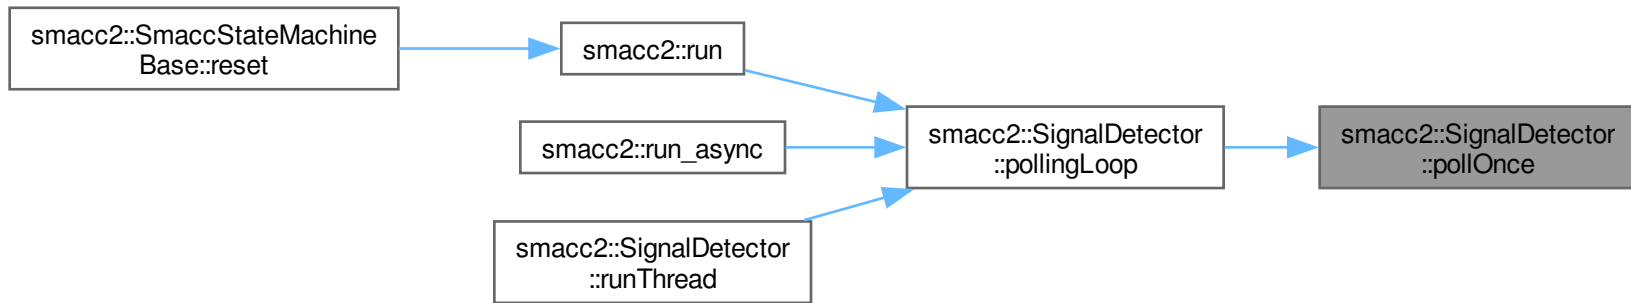 smacc2::SmaccStateMachine
Base::reset
smacc2::run
smacc2::run_async
smacc2::SignalDetector
::runThread
smacc2::SignalDetector
::pollingLoop
smacc2::SignalDetector
::pollOnce